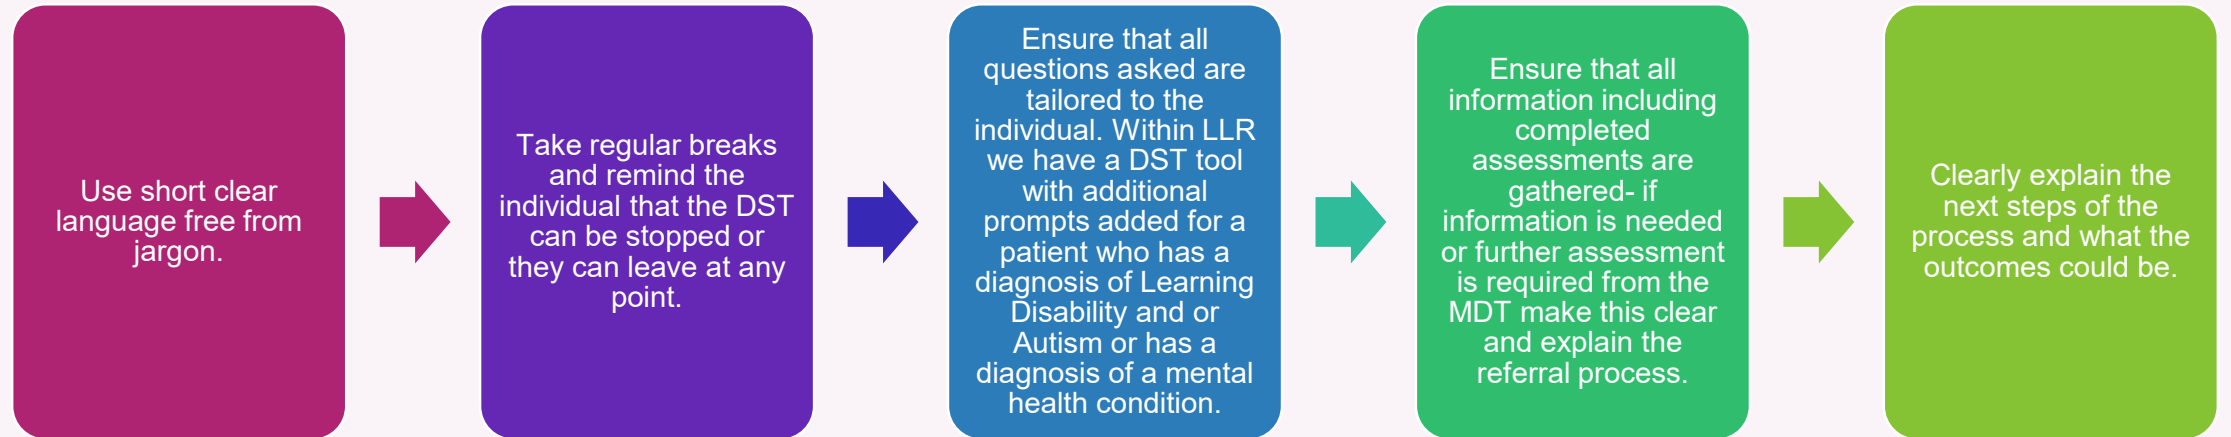 Use short clear
language free from
jargon.
Take regular breaks
and remind the
individual that the DST
can be stopped or
they can leave at any
point.
Ensure that all
questions asked are
tailored to the
individual. Within LLR
we have a DST tool
with additional
prompts added for a
patient who has a
diagnosis of Learning
Disability and or
Autism or has a
diagnosis of a mental
health condition.
Ensure that all
information including
completed
assessments are
gathered- if
information is needed
or further assessment
is required from the
MDT make this clear
and explain the
referral process.
Clearly explain the
next steps of the
process and what the
outcomes could be.